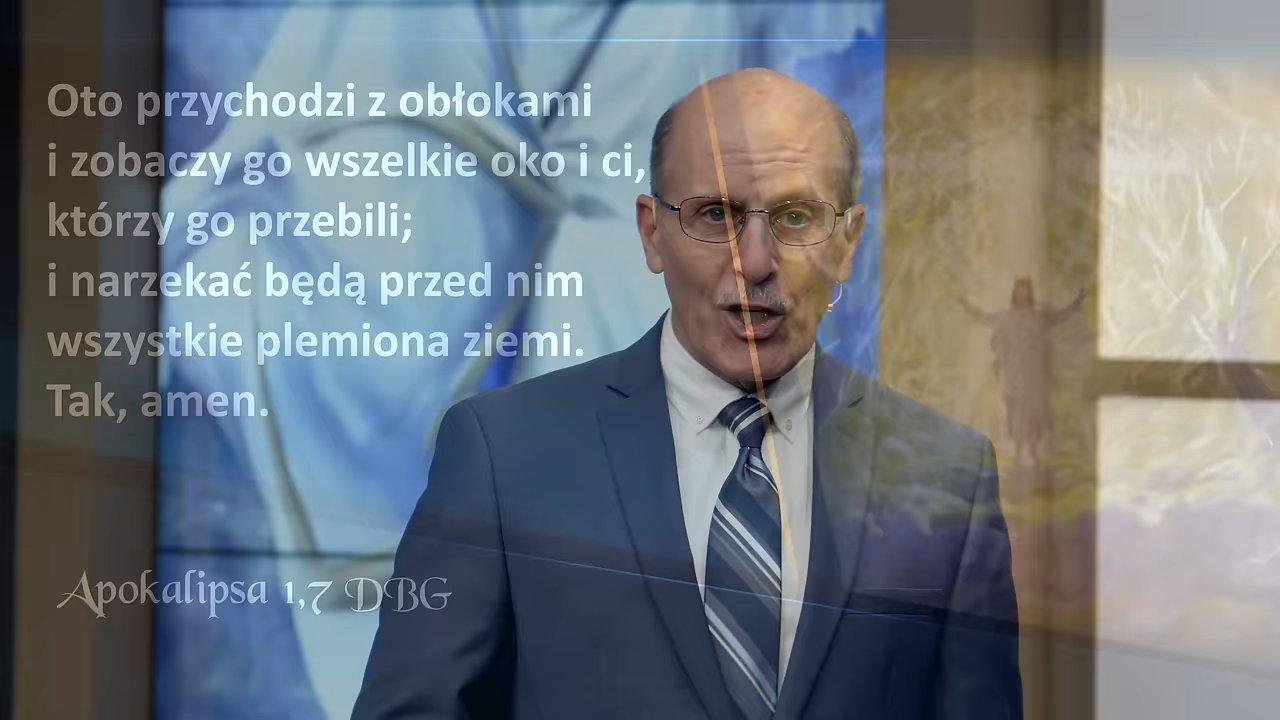 Oto przychodzi z obłokami
i zobaczy go wszelkie oko i ci,
którzy go przebili;
i narzekać będą przed nim
wszystkie plemiona ziemi.
Tak, amen.
Apokalipsa 1,7 DBG